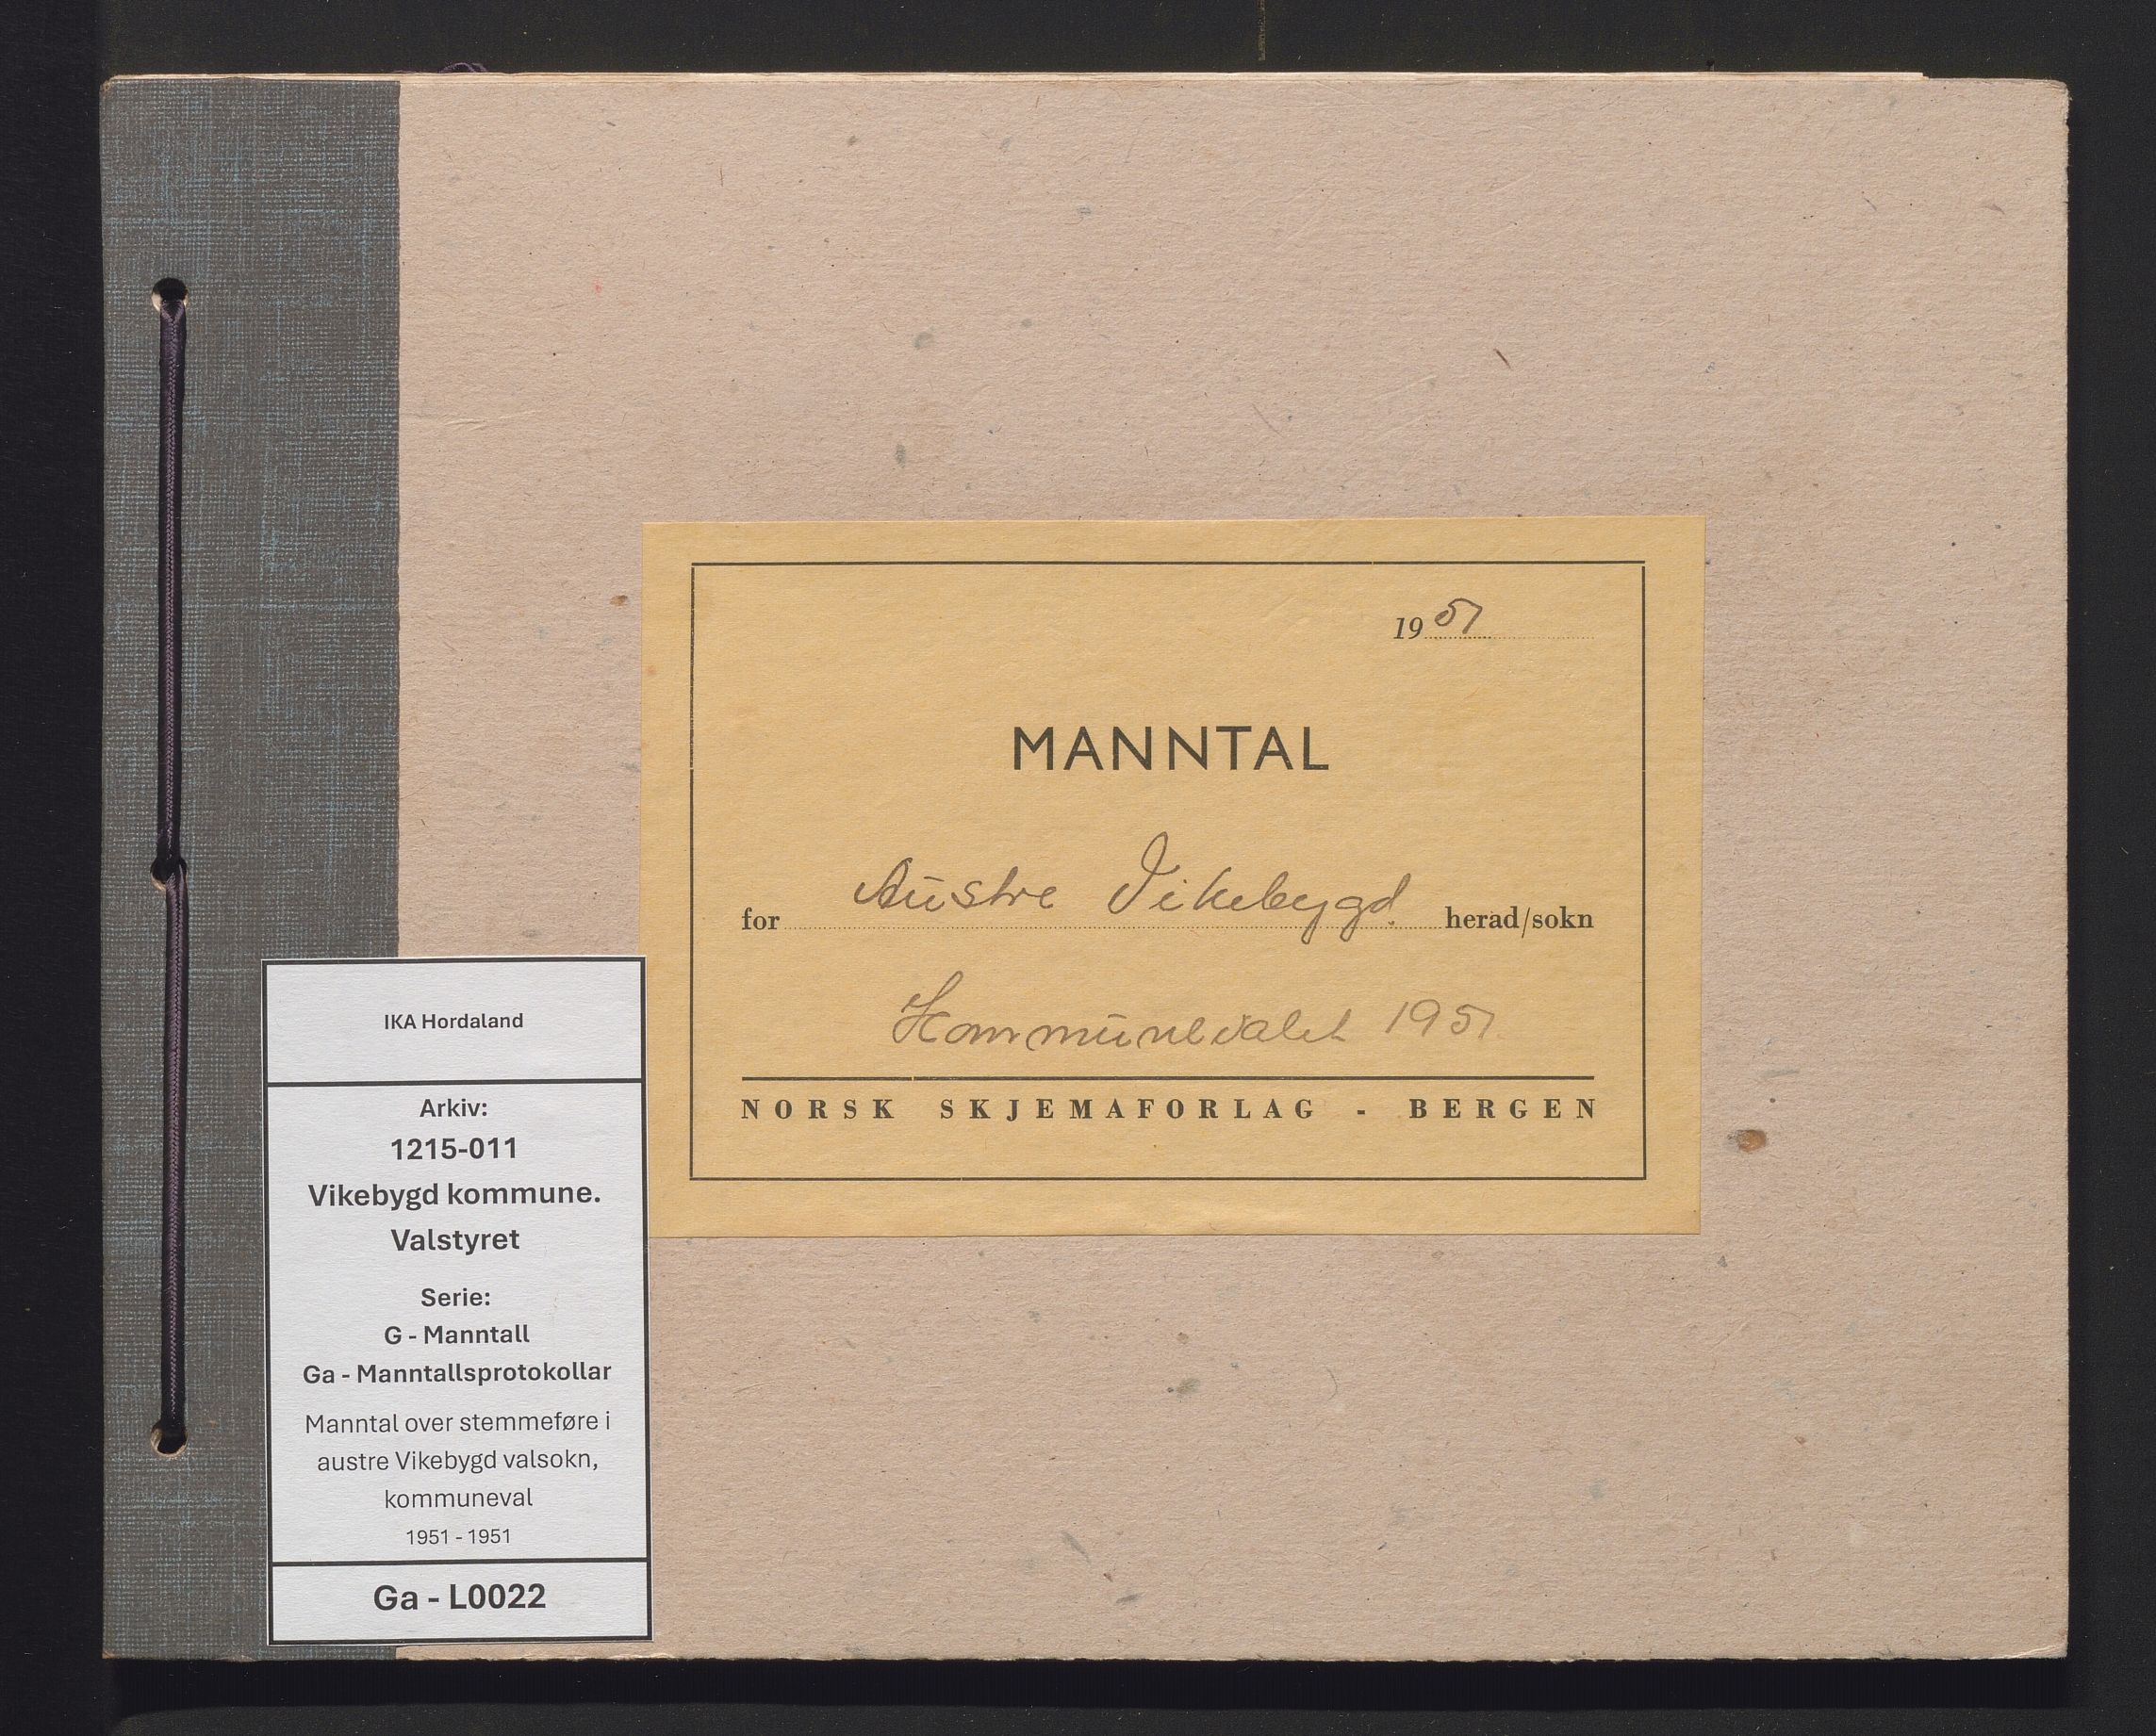 1951
MANNTAL
for Austre Vikebygd. herad/sokn
Kommunevalet 1951
NORSK SKJEMAFORLAG - BERGEN
IKA Hordaland
Arkiv:
1215-011
Vikebygd kommune.
Valstyret
Serie:
G - Manntall
Ga - Manntallsprotokollar
Manntal over stemmeføre i
austre Vikebygd valsokn,
kommuneval
1951 - 1951
Ga - L0022